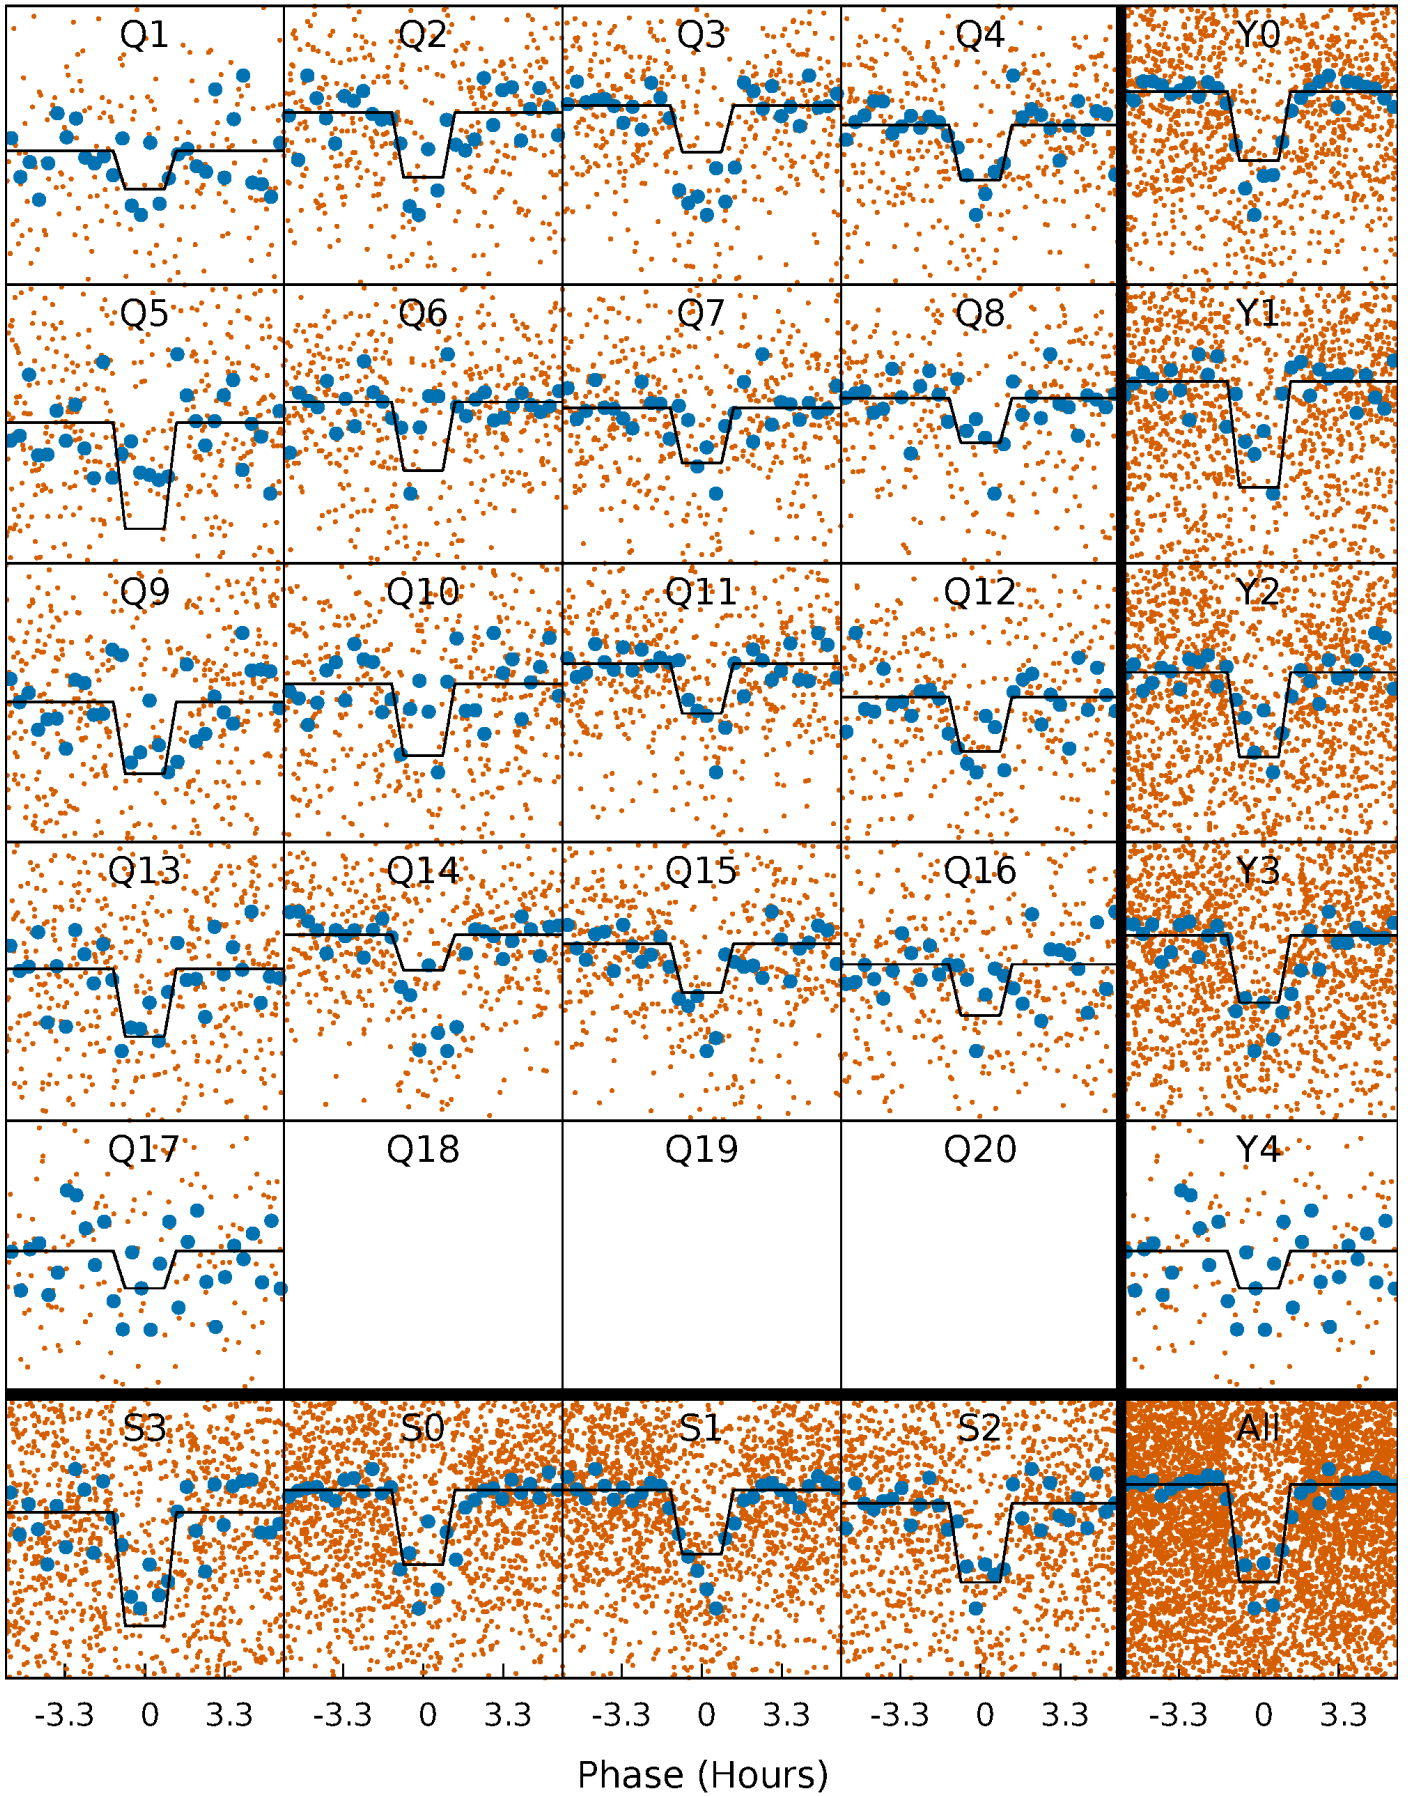 Q1 Q2 Q3 Q4 Y0
Q5 Q6 Q7 Q8 Y1
Q9 Q10 Q11 Q12 Y2
Q13 Q14 Q15 Q16 Y3
Q17 Q18 Q19 Q20 Y4
S3 S0 S1 S2 All
-3.3 0 3.3 -3.3 0 3.3 -3.3 0 3.3 -3.3 0 3.3 -3.3 0 3.3
Phase (Hours)